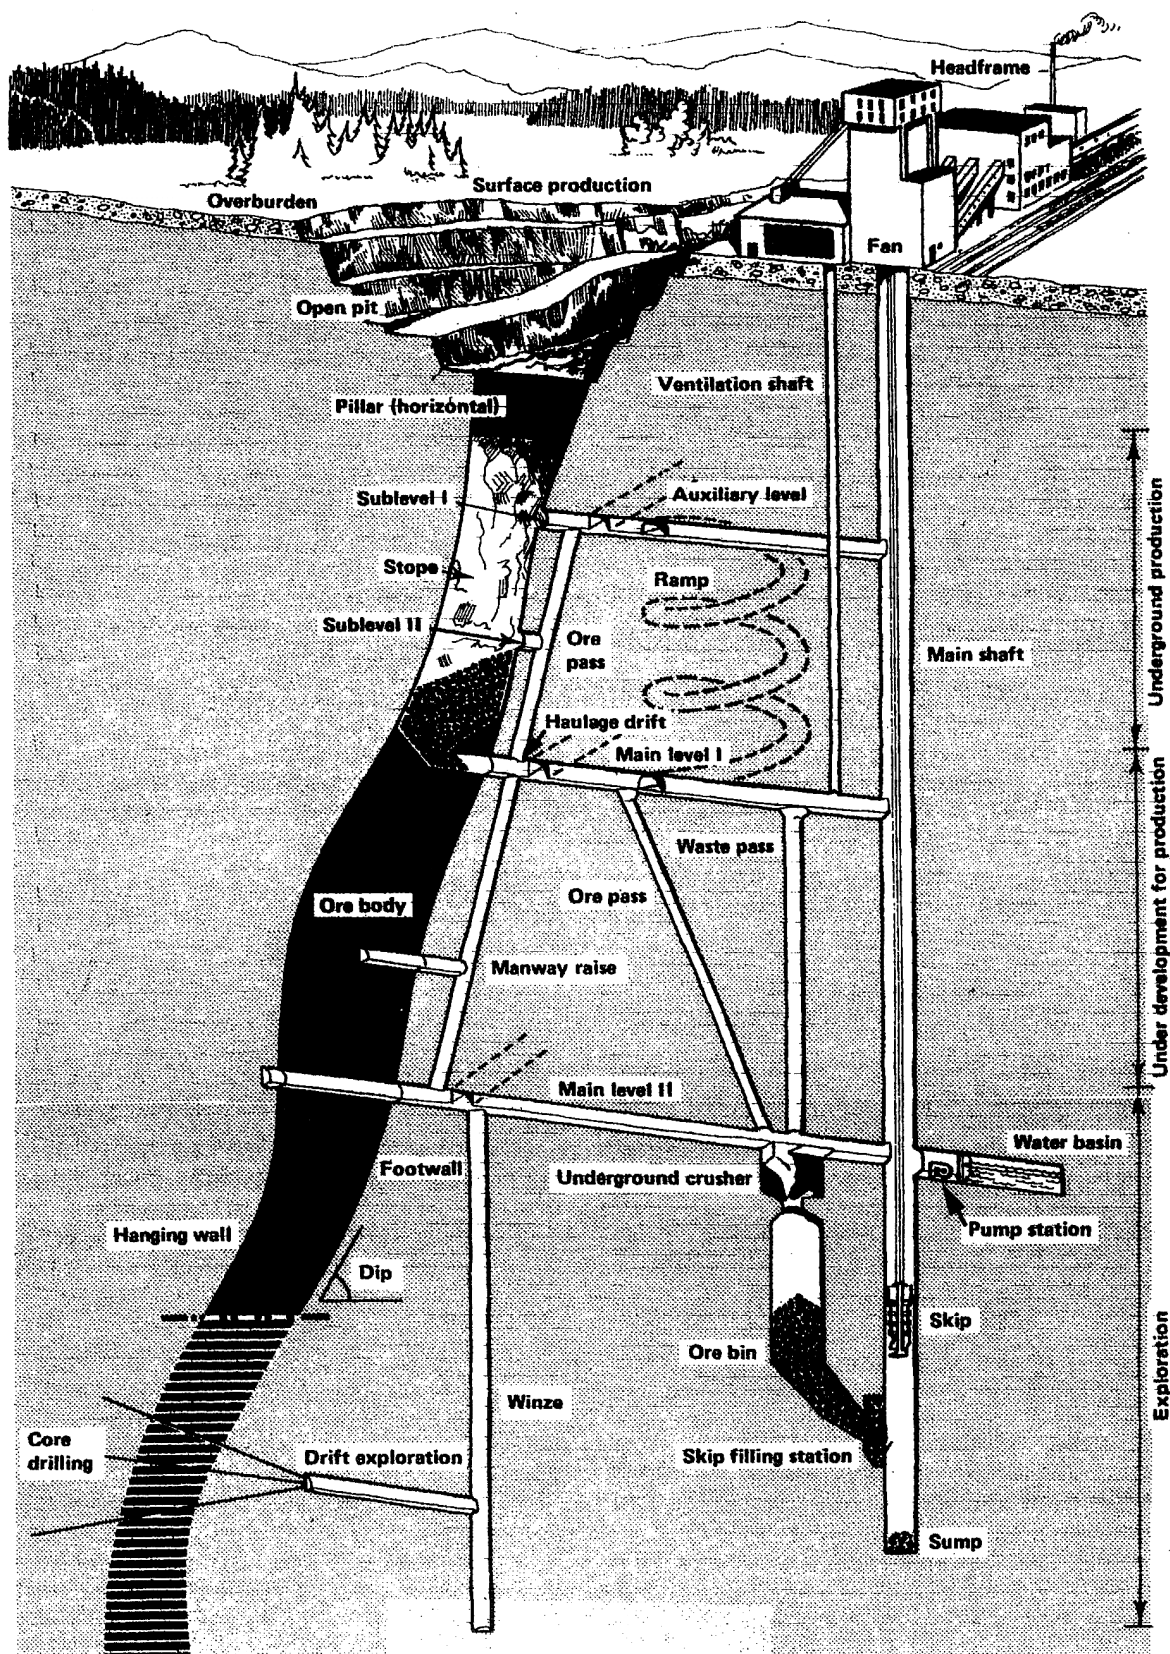 Headframe
Surface production
Overburden
Fan
Open pit
Ventilation shaft
Pillar (horizontal)
Sublevel I
Auxiliary level
Stope
Ramp
Sublevel II
Ore
pass
Main shaft
Underground production
Haulage drift
Main level I
Waste pass
Ore pass
Ore body
Manway raise
Under development for production
Main level II
Water basin
Footwall
Underground crusher
Hanging wall
Pump station
Dip
Skip
Ore bin
Exploration
Winze
Core
drilling
Drift exploration
Skip filling station
Sump